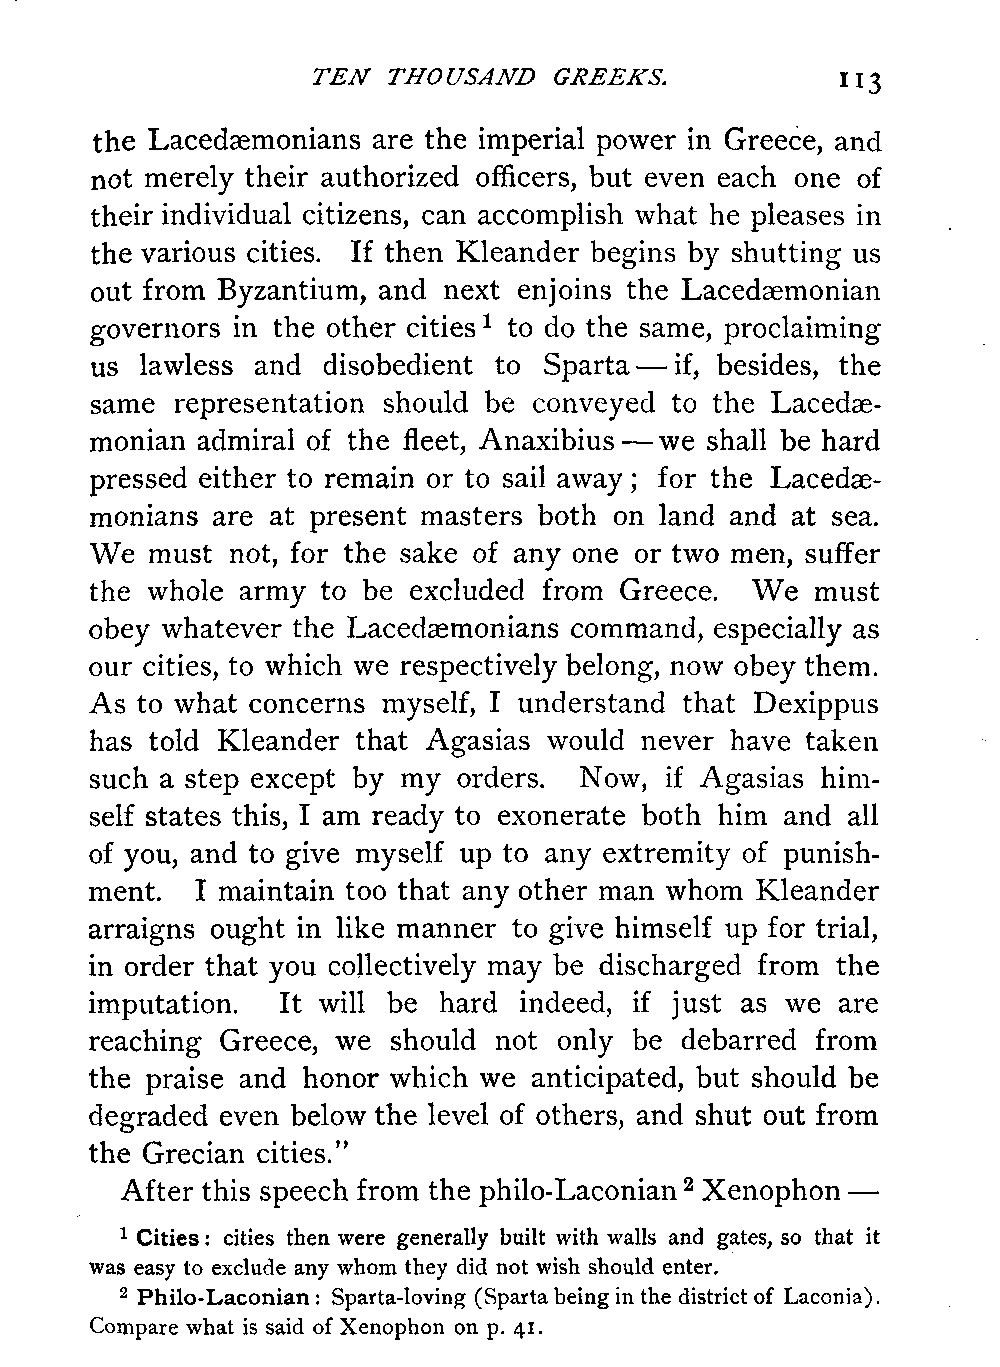 TEN THOUSAND GREEKS. 113
the Lacedæmonians are the imperial power in Greece, and
not merely their authorized officers, but even each one of
their individual citizens, can accomplish what he pleases in
the various cities. If then Kleander begins by shutting us
out from Byzantium, and next enjoins the Lacedæmonian
governors in the other cities ¹ to do the same, proclaiming
us lawless and disobedient to Sparta — if, besides, the
same representation should be conveyed to the Lacedæ-
monian admiral of the fleet, Anaxibius — we shall be hard
pressed either to remain or to sail away ; for the Lacedæ-
monians are at present masters both on land and at sea.
We must not, for the sake of any one or two men, suffer
the whole army to be excluded from Greece. We must
obey whatever the Lacedæmonians command, especially as
our cities, to which we respectively belong, now obey them.
As to what concerns myself, I understand that Dexippus
has told Kleander that Agasias would never have taken
such a step except by my orders. Now, if Agasias him-
self states this, I am ready to exonerate both him and all
of you, and to give myself up to any extremity of punish-
ment. I maintain too that any other man whom Kleander
arraigns ought in like manner to give himself up for trial,
in order that you collectively may be discharged from the
imputation. It will be hard indeed, if just as we are
reaching Greece, we should not only be debarred from
the praise and honor which we anticipated, but should be
degraded even below the level of others, and shut out from
the Grecian cities."
After this speech from the philo-Laconian ² Xenophon —
¹ Cities : cities then were generally built with walls and gates, so that it
was easy to exclude any whom they did not wish should enter.
² Philo-Laconian : Sparta-loving (Sparta being in the district of Laconia).
Compare what is said of Xenophon on p. 41.